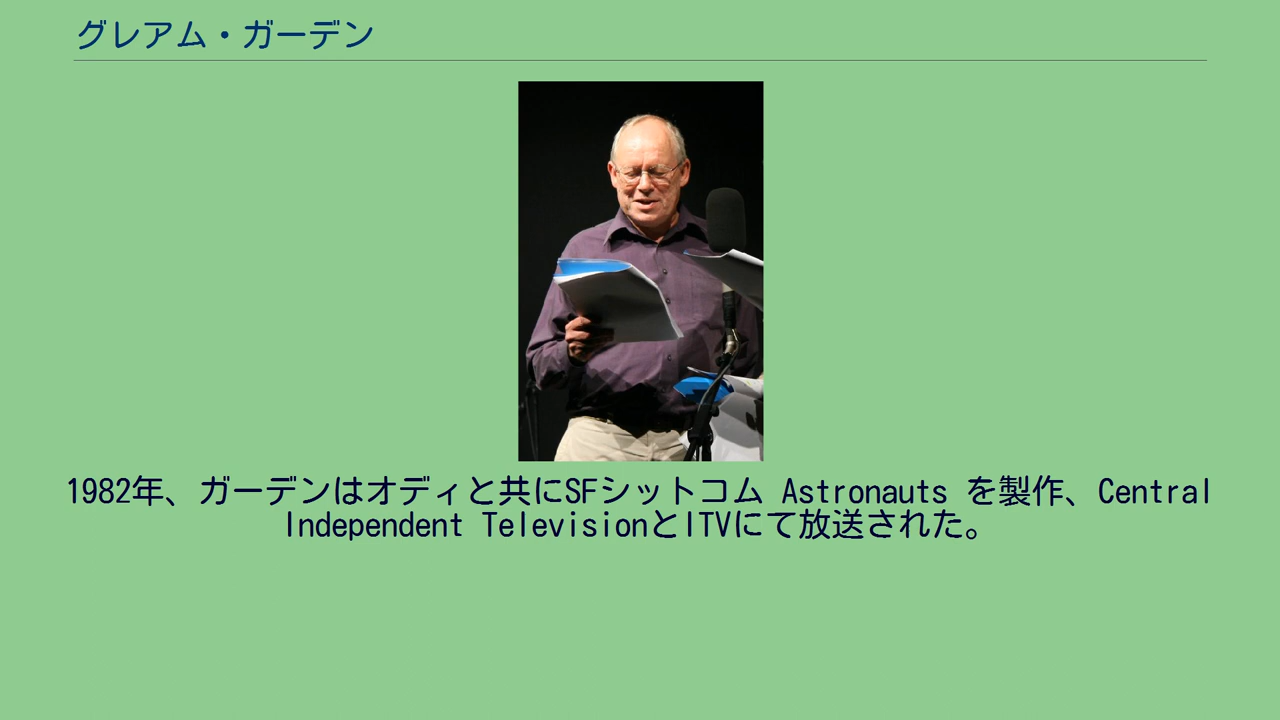 グレアム・ガーデン
1982年、ガーデンはオディと共にSFシットコム Astronauts を製作、Central
Independent TelevisionとITVにて放送された。